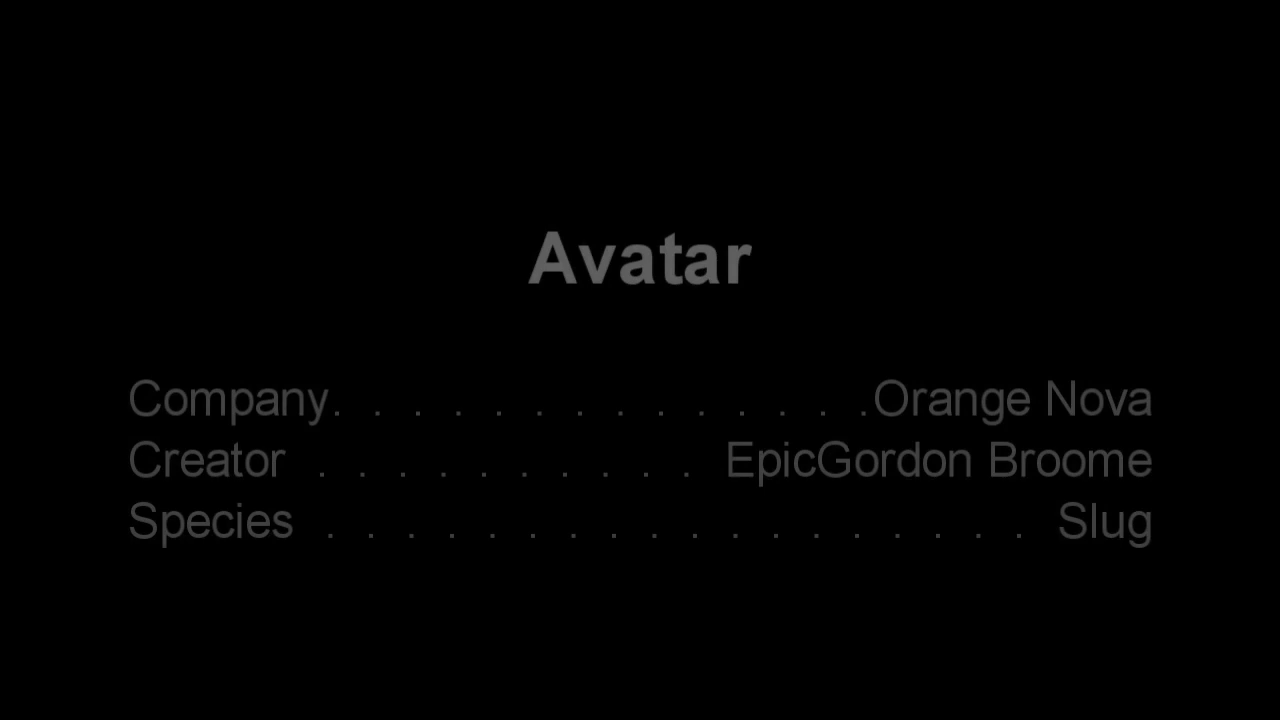 Avatar
Company. . . . . . . . . . . . . .Orange Nova
Creator . . . . . . . . . . EpicGordon Broome
Species . . . . . . . . . . . . . . . . . . Slug